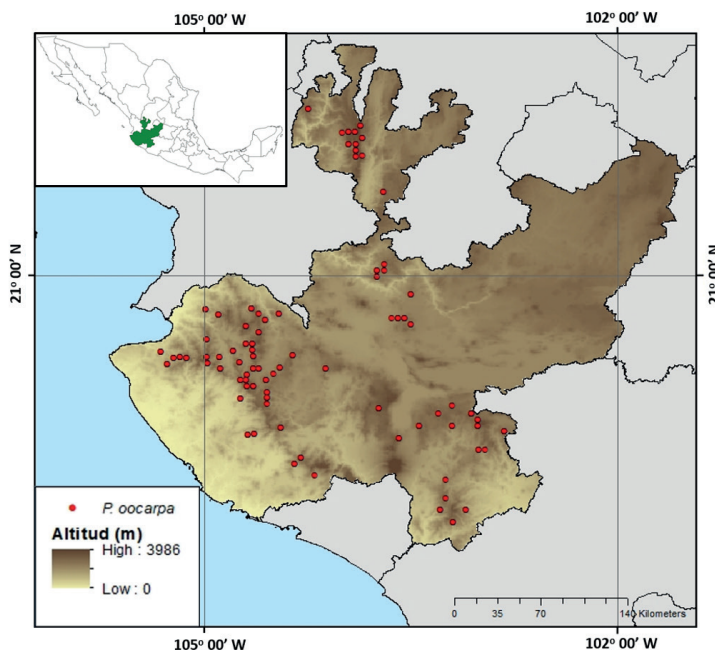 105° 00' W
102° 00' W
21° 00' N
21° 00' N
P. oocarpa
Altitud (m)
High : 3986
Low : 0
0 20 35 70 140 Kilometers
105° 00' W
102° 00' W